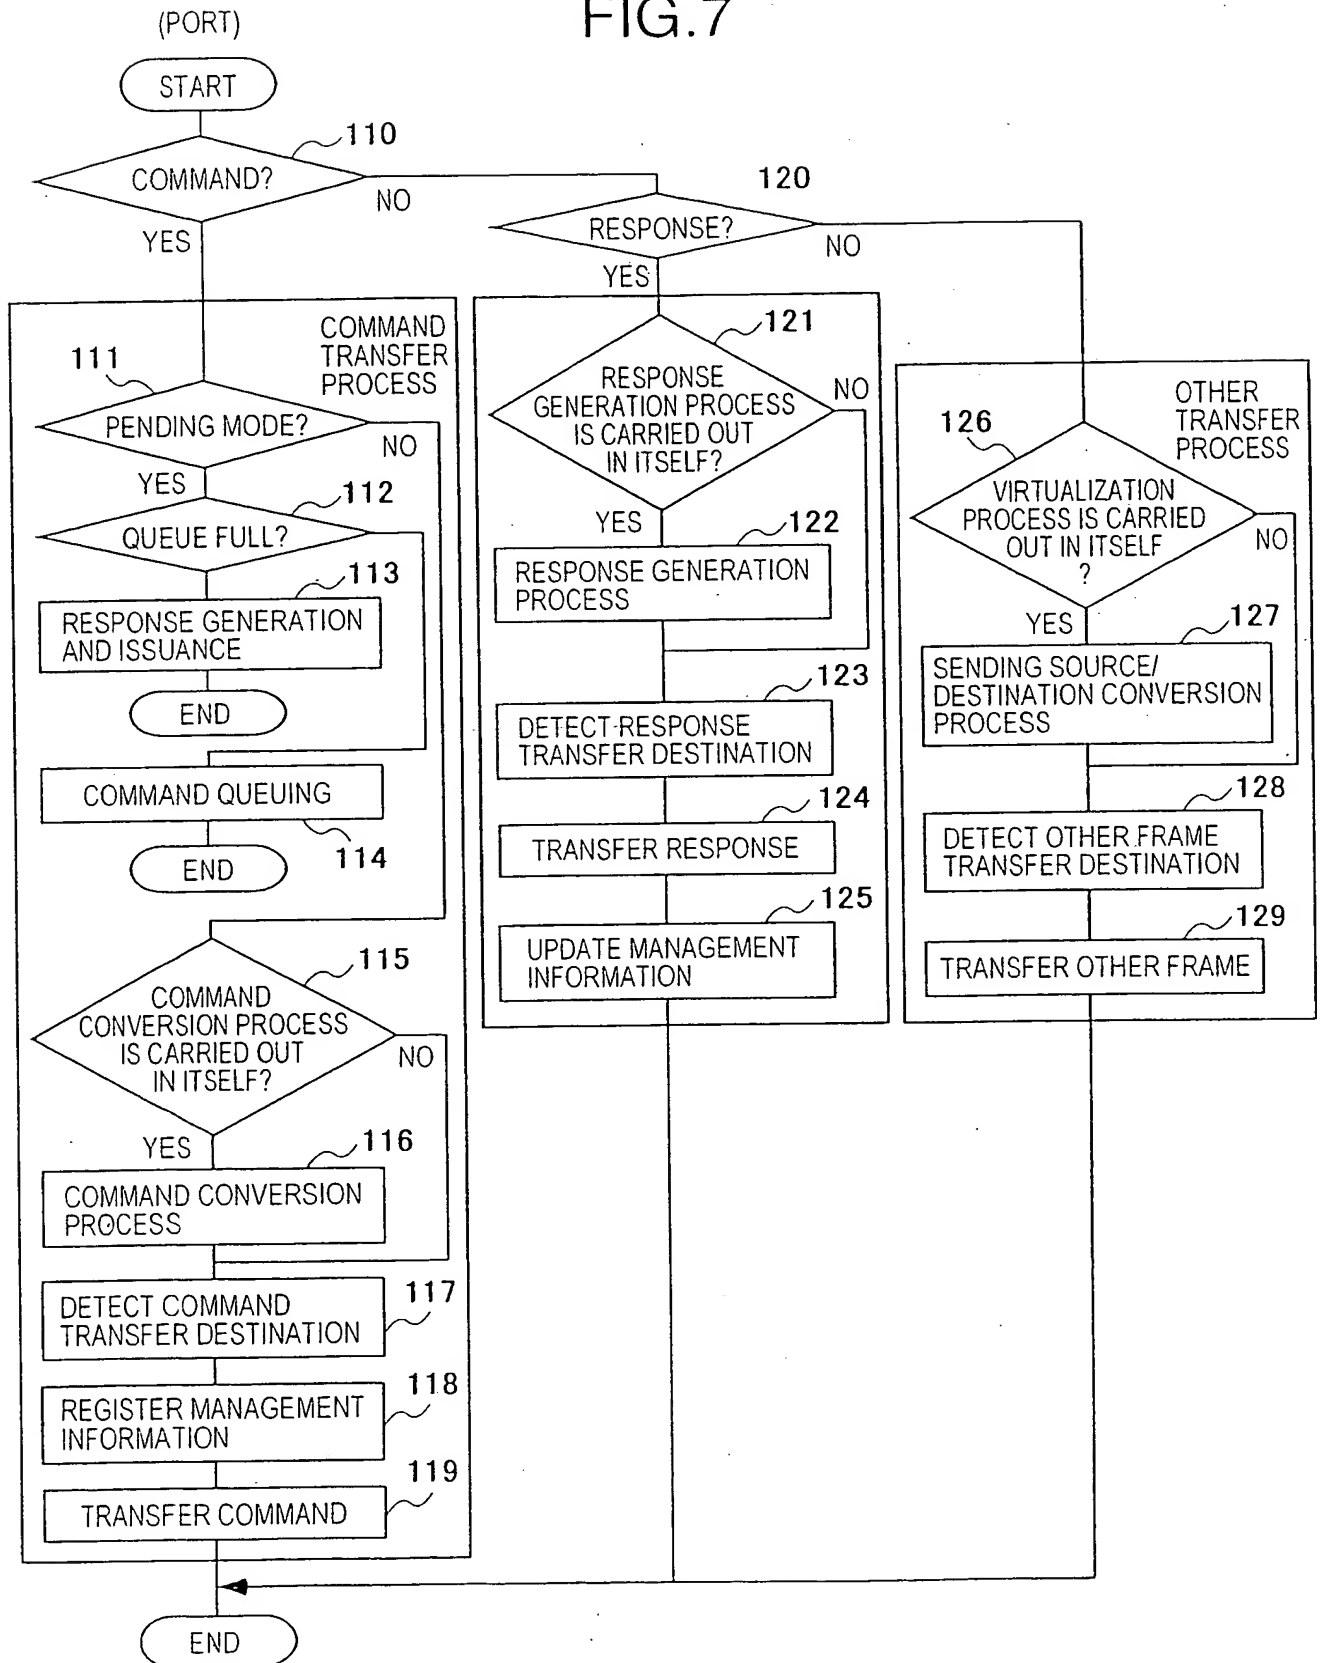 FIG.7
(PORT)
START
110
COMMAND?
NO
YES
120
RESPONSE?
NO
YES
COMMAND
TRANSFER
PROCESS
111
PENDING MODE?
NO
YES
112
QUEUE FULL?
113
RESPONSE GENERATION
AND ISSUANCE
END
COMMAND QUEUING
114
END
115
COMMAND
CONVERSION PROCESS
IS CARRIED OUT
IN ITSELF?
NO
YES
116
COMMAND CONVERSION
PROCESS
117
DETECT COMMAND
TRANSFER DESTINATION
118
REGISTER MANAGEMENT
INFORMATION
119
TRANSFER COMMAND
END
121
RESPONSE
GENERATION PROCESS
IS CARRIED OUT
IN ITSELF?
NO
YES
122
RESPONSE GENERATION
PROCESS
123
DETECT-RESPONSE
TRANSFER DESTINATION
124
TRANSFER RESPONSE
125
UPDATE MANAGEMENT
INFORMATION
OTHER
TRANSFER
PROCESS
126
VIRTUALIZATION
PROCESS IS CARRIED
OUT IN ITSELF
?
NO
YES
127
SENDING SOURCE/
DESTINATION CONVERSION
PROCESS
128
DETECT OTHER FRAME
TRANSFER DESTINATION
129
TRANSFER OTHER FRAME